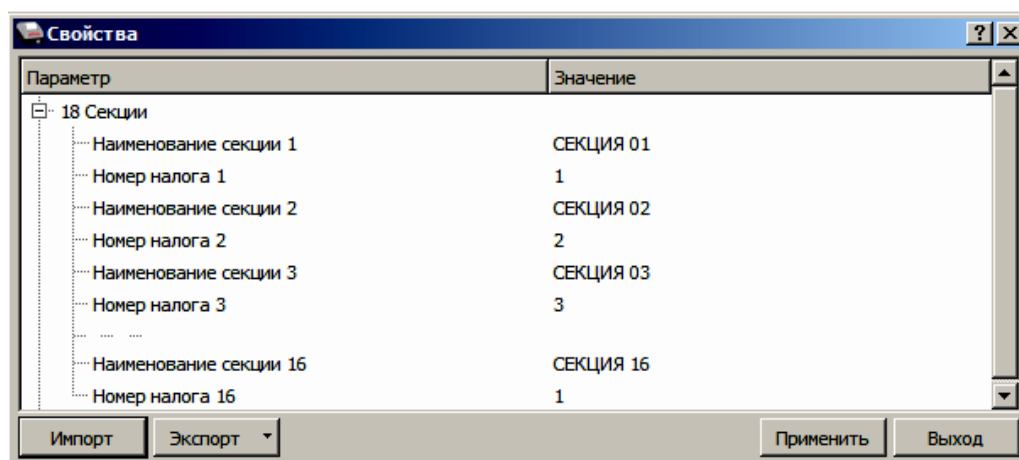 Свойства
Параметр Значение
18 Секции
Наименование секции 1 СЕКЦИЯ 01
Номер налога 1 1
Наименование секции 2 СЕКЦИЯ 02
Номер налога 2 2
Наименование секции 3 СЕКЦИЯ 03
Номер налога 3 3
... ... ...
Наименование секции 16 СЕКЦИЯ 16
Номер налога 16 1
Импорт Экспорт Применить Выход